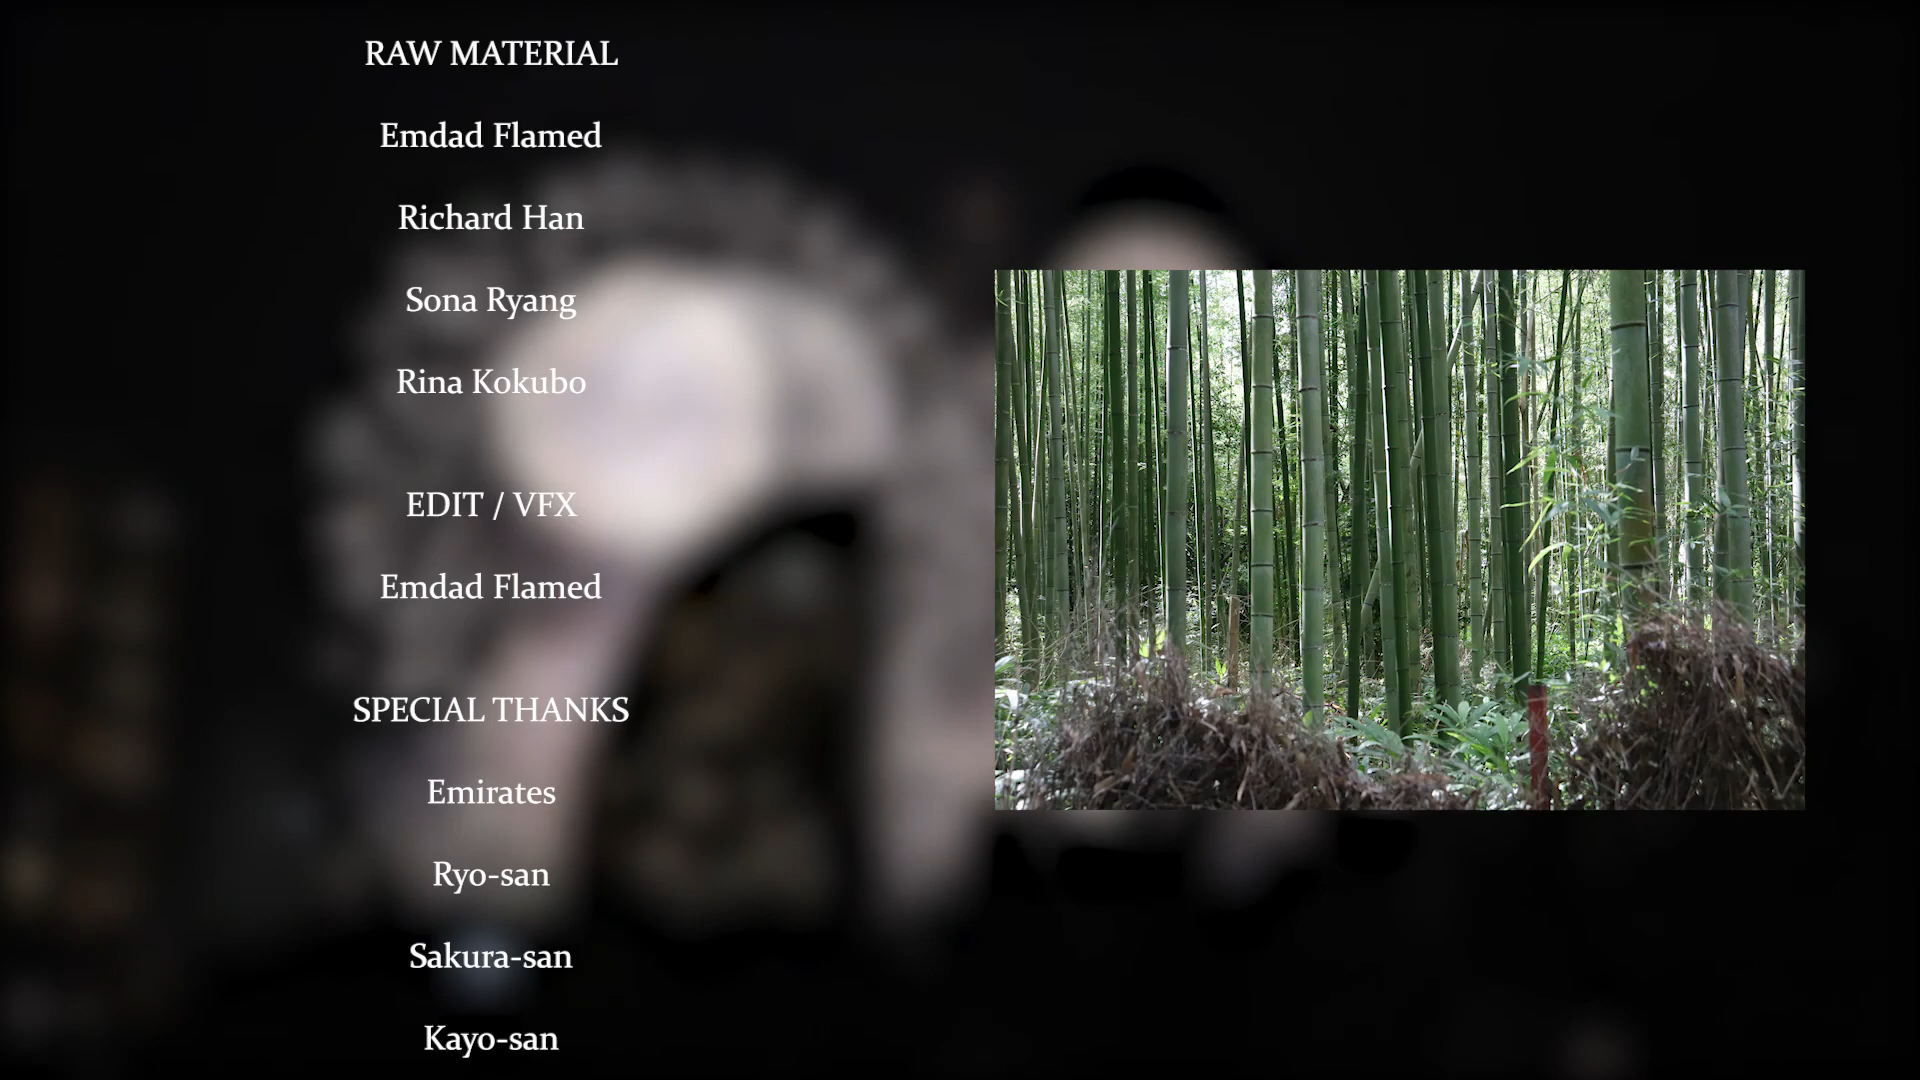 RAW MATERIAL
Emdad Flamed
Richard Han
Sona Ryang
Rina Kokubo
EDIT / VFX
Emdad Flamed
SPECIAL THANKS
Emirates
Ryo-san
Sakura-san
Kayo-san